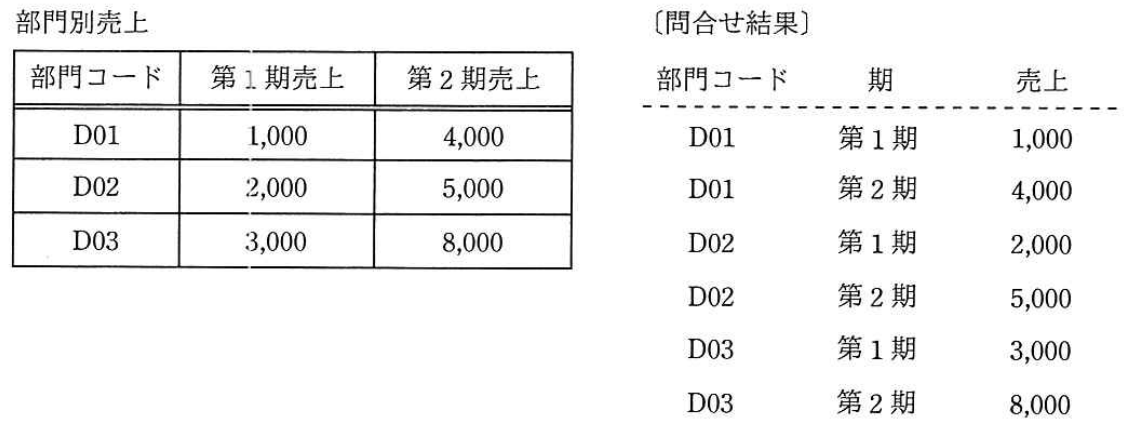 部門別売上
部門コード 第1期売上 第2期売上
D01 1,000 4,000
D02 2,000 5,000
D03 3,000 8,000
〔問合せ結果〕
部門コード 期 売上
D01 第1期 1,000
D01 第2期 4,000
D02 第1期 2,000
D02 第2期 5,000
D03 第1期 3,000
D03 第2期 8,000